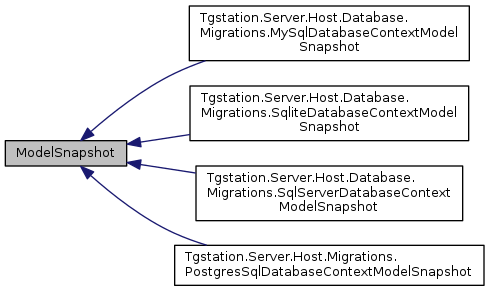 Tgstation.Server.Host.Database.
Migrations.MySqlDatabaseContextModel
Snapshot
Tgstation.Server.Host.Database.
Migrations.SqliteDatabaseContextModel
Snapshot
ModelSnapshot
Tgstation.Server.Host.Database.
Migrations.SqlServerDatabaseContext
ModelSnapshot
Tgstation.Server.Host.Migrations.
PostgresSqlDatabaseContextModelSnapshot